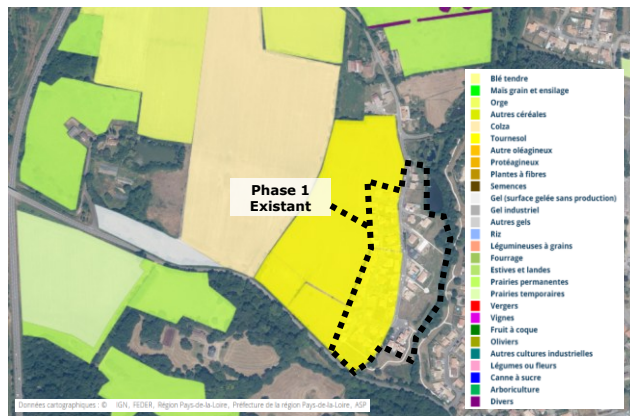 Phase 1
Existant
Blé tendre
Maïs grain et ensilage
Orge
Autres céréales
Colza
Tournesol
Autre oléagineux
Protéagineux
Plantes à fibres
Semences
Gel (surface gelée sans production)
Gel industriel
Autres gels
Riz
Légumineuses à grains
Fourrage
Estives et landes
Prairies permanentes
Prairies temporaires
Vergers
Vignes
Fruit à coque
Oliviers
Autres cultures industrielles
Légumes ou fleurs
Canne à sucre
Arboriculture
Divers
Données cartographiques : © IGN, FEDER, Région Pays-de-la-Loire, Préfecture de la région Pays-de-la-Loire, ASP